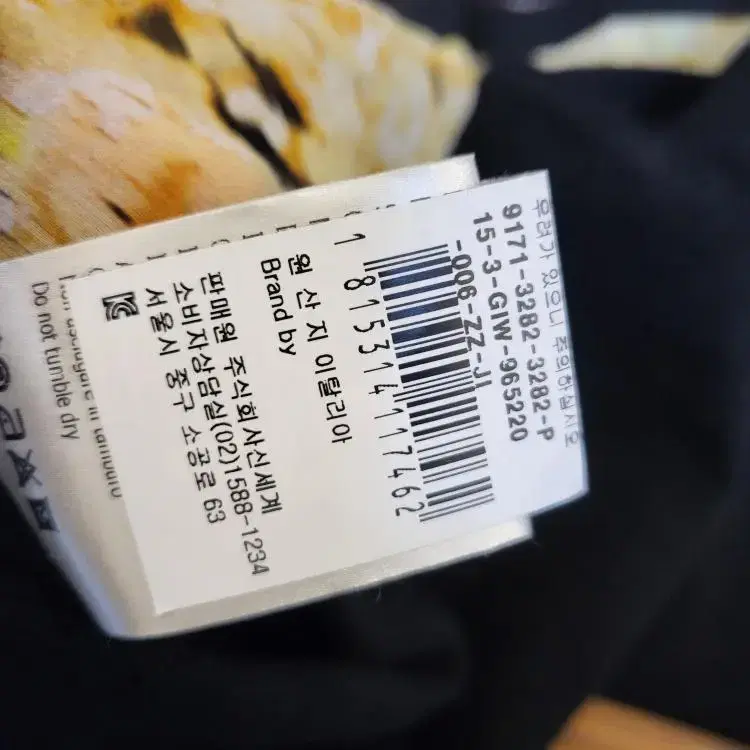 우려가 있으니 주의하십시오
9171-3282-3282-P
15-3-GIW-965220
-006-ZZ-JI
1 815314 117462
원산지 이탈리아
Brand by
판매원 주식회사신세계
소비자상담실(02)1588-1234
서울시 중구 소공로 63
Do not tumble dry